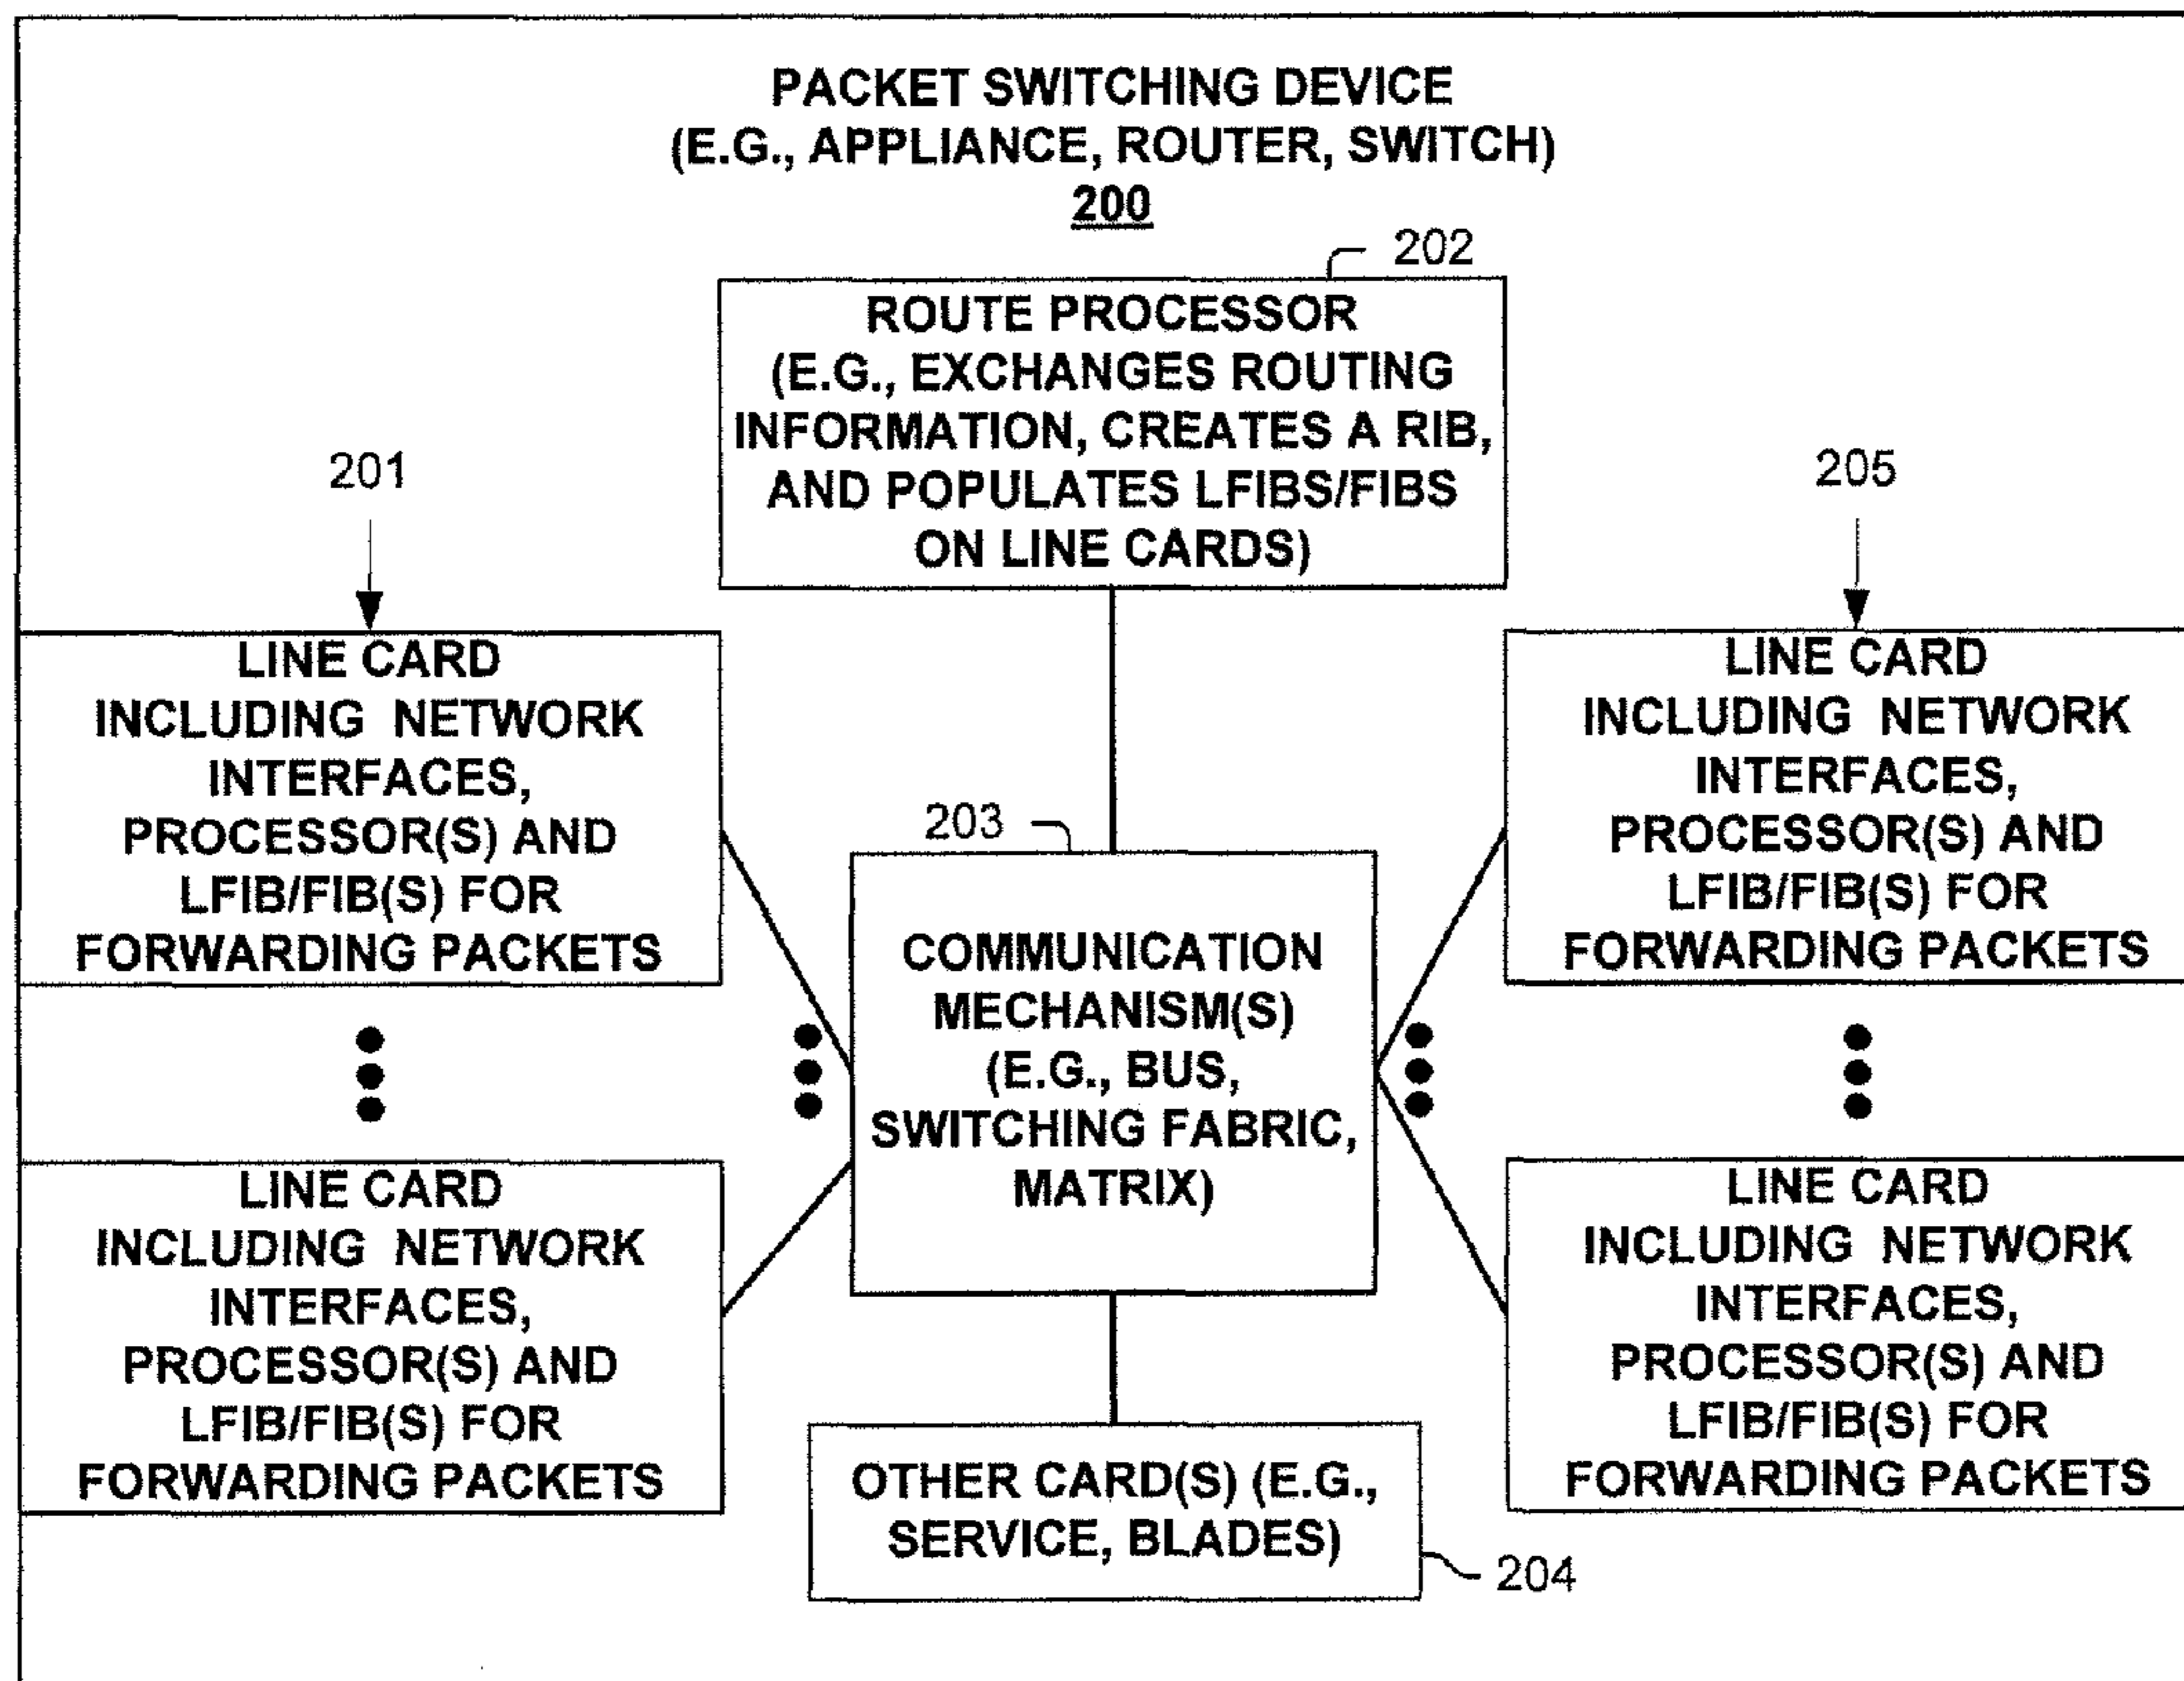 PACKET SWITCHING DEVICE
(E.G., APPLIANCE, ROUTER, SWITCH)
200
202
ROUTE PROCESSOR
(E.G., EXCHANGES ROUTING
INFORMATION, CREATES A RIB,
AND POPULATES LFIBS/FIBS
ON LINE CARDS)
201
LINE CARD
INCLUDING NETWORK
INTERFACES,
PROCESSOR(S) AND
LFIB/FIB(S) FOR
FORWARDING PACKETS
LINE CARD
INCLUDING NETWORK
INTERFACES,
PROCESSOR(S) AND
LFIB/FIB(S) FOR
FORWARDING PACKETS
203
COMMUNICATION
MECHANISM(S)
(E.G., BUS,
SWITCHING FABRIC,
MATRIX)
OTHER CARD(S) (E.G.,
SERVICE, BLADES)
204
205
LINE CARD
INCLUDING NETWORK
INTERFACES,
PROCESSOR(S) AND
LFIB/FIB(S) FOR
FORWARDING PACKETS
LINE CARD
INCLUDING NETWORK
INTERFACES,
PROCESSOR(S) AND
LFIB/FIB(S) FOR
FORWARDING PACKETS